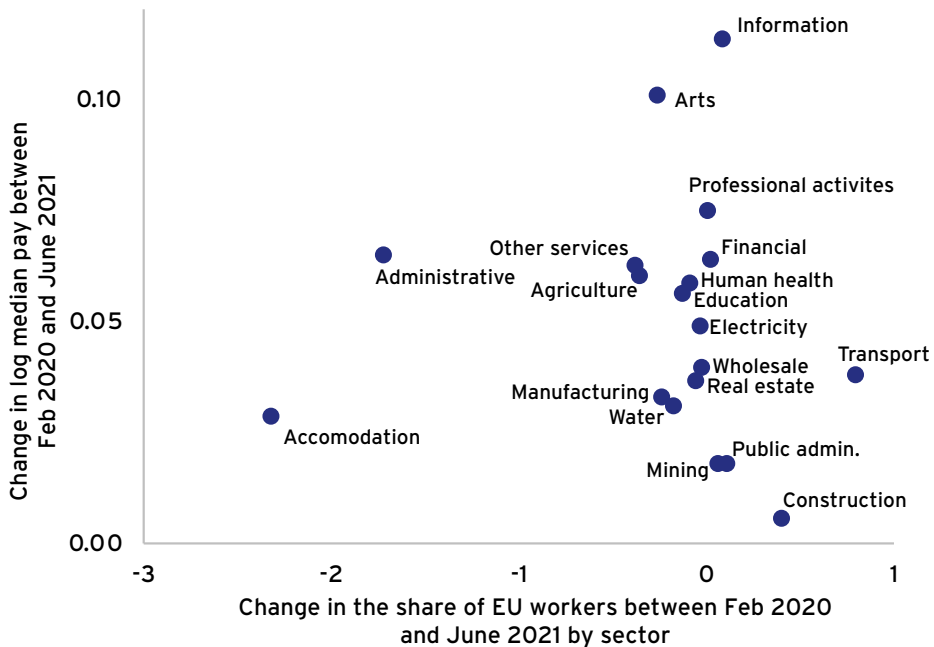 Information
0.10
Arts
Change in log median pay between
Feb 2020 and June 2021
Professional activites
Other services
Financial
Administrative
Human health
Agriculture
Education
0.05
Electricity
Transport
Wholesale
Real estate
Manufacturing
Water
Accomodation
Public admin.
Mining
Construction
0.00
-3 -2 -1 0 1
Change in the share of EU workers between Feb 2020
and June 2021 by sector